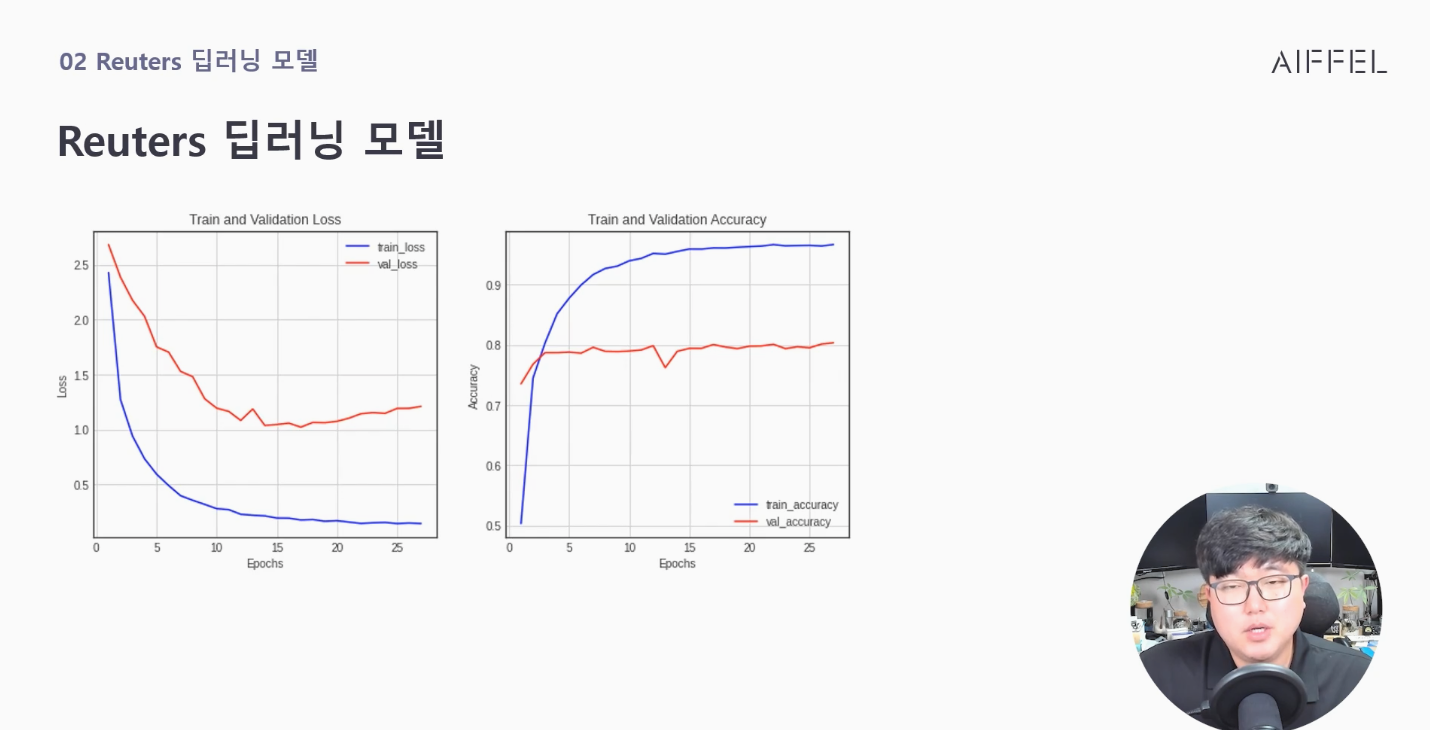 02 Reuters 딥러닝 모델
AIFFEL
Reuters 딥러닝 모델
Train and Validation Loss
train_loss
val_loss
2.5
2.0
1.5
1.0
0.5
Loss
0 5 10 15 20 25
Epochs
Train and Validation Accuracy
0.9
0.8
0.7
0.6
0.5
Accuracy
train_accuracy
val_accuracy
0 5 10 15 20 25
Epochs